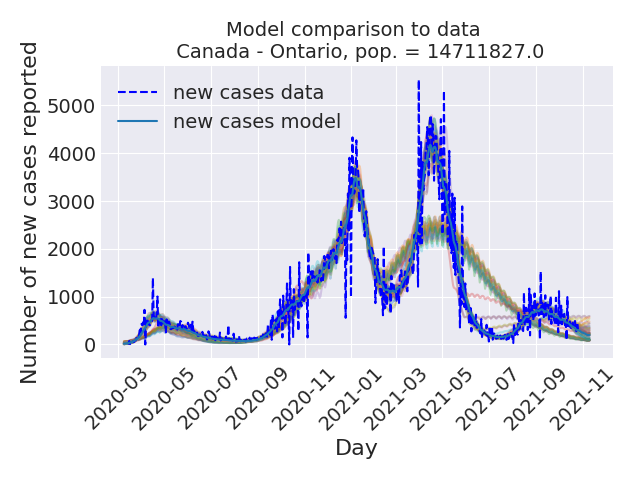 Model comparison to data
Canada - Ontario, pop. = 14711827.0
Number of new cases reported
5000
4000
3000
2000
1000
0
new cases data
new cases model
2020-03
2020-05
2020-07
2020-09
2020-11
2021-01
2021-03
2021-05
2021-07
2021-09
2021-11
Day